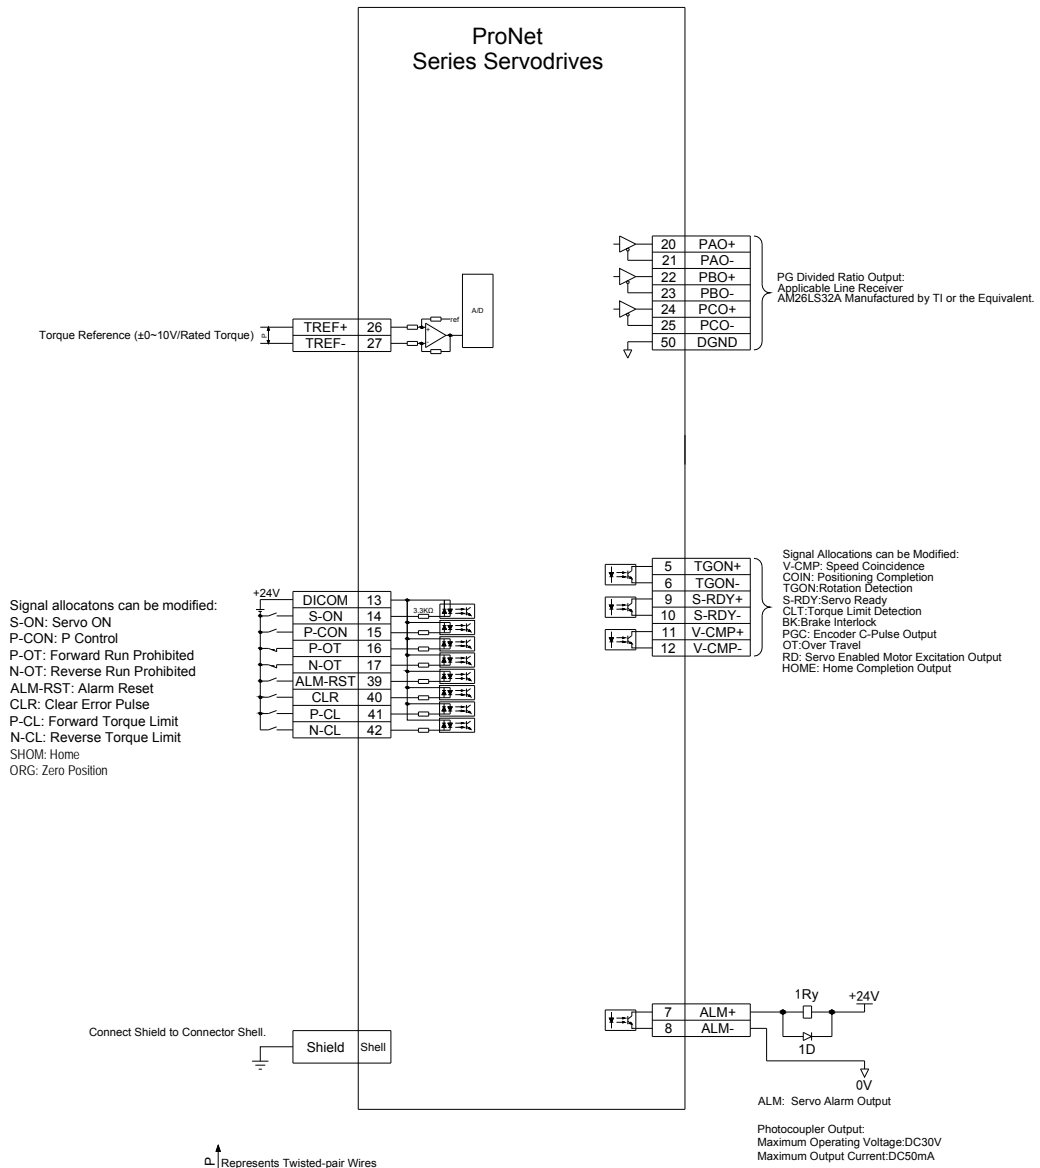 ProNet
Series Servodrives
20 PAO+
21 PAO-
22 PBO+
23 PBO-
24 PCO+
25 PCO-
50 DGND
PG Divided Ratio Output:
Applicable Line Receiver
AM26LS32A Manufactured by TI or the Equivalent.
Torque Reference (±0~10V/Rated Torque)
P
TREF+ 26
TREF- 27
ref
A/D
Signal allocatons can be modified:
S-ON: Servo ON
P-CON: P Control
P-OT: Forward Run Prohibited
N-OT: Reverse Run Prohibited
ALM-RST: Alarm Reset
CLR: Clear Error Pulse
P-CL: Forward Torque Limit
N-CL: Reverse Torque Limit
SHOM: Home
ORG: Zero Position
+24V
DICOM 13
S-ON 14
P-CON 15
P-OT 16
N-OT 17
ALM-RST 39
CLR 40
P-CL 41
N-CL 42
3.3KΩ
5 TGON+
6 TGON-
9 S-RDY+
10 S-RDY-
11 V-CMP+
12 V-CMP-
Signal Allocations can be Modified:
V-CMP: Speed Coincidence
COIN: Positioning Completion
TGON:Rotation Detection
S-RDY:Servo Ready
CLT:Torque Limit Detection
BK:Brake Interlock
PGC: Encoder C-Pulse Output
OT:Over Travel
RD: Servo Enabled Motor Excitation Output
HOME: Home Completion Output
Connect Shield to Connector Shell.
Shield Shell
7 ALM+
8 ALM-
1Ry
+24V
1D
0V
ALM: Servo Alarm Output
Photocoupler Output:
Maximum Operating Voltage:DC30V
Maximum Output Current:DC50mA
P
Represents Twisted-pair Wires